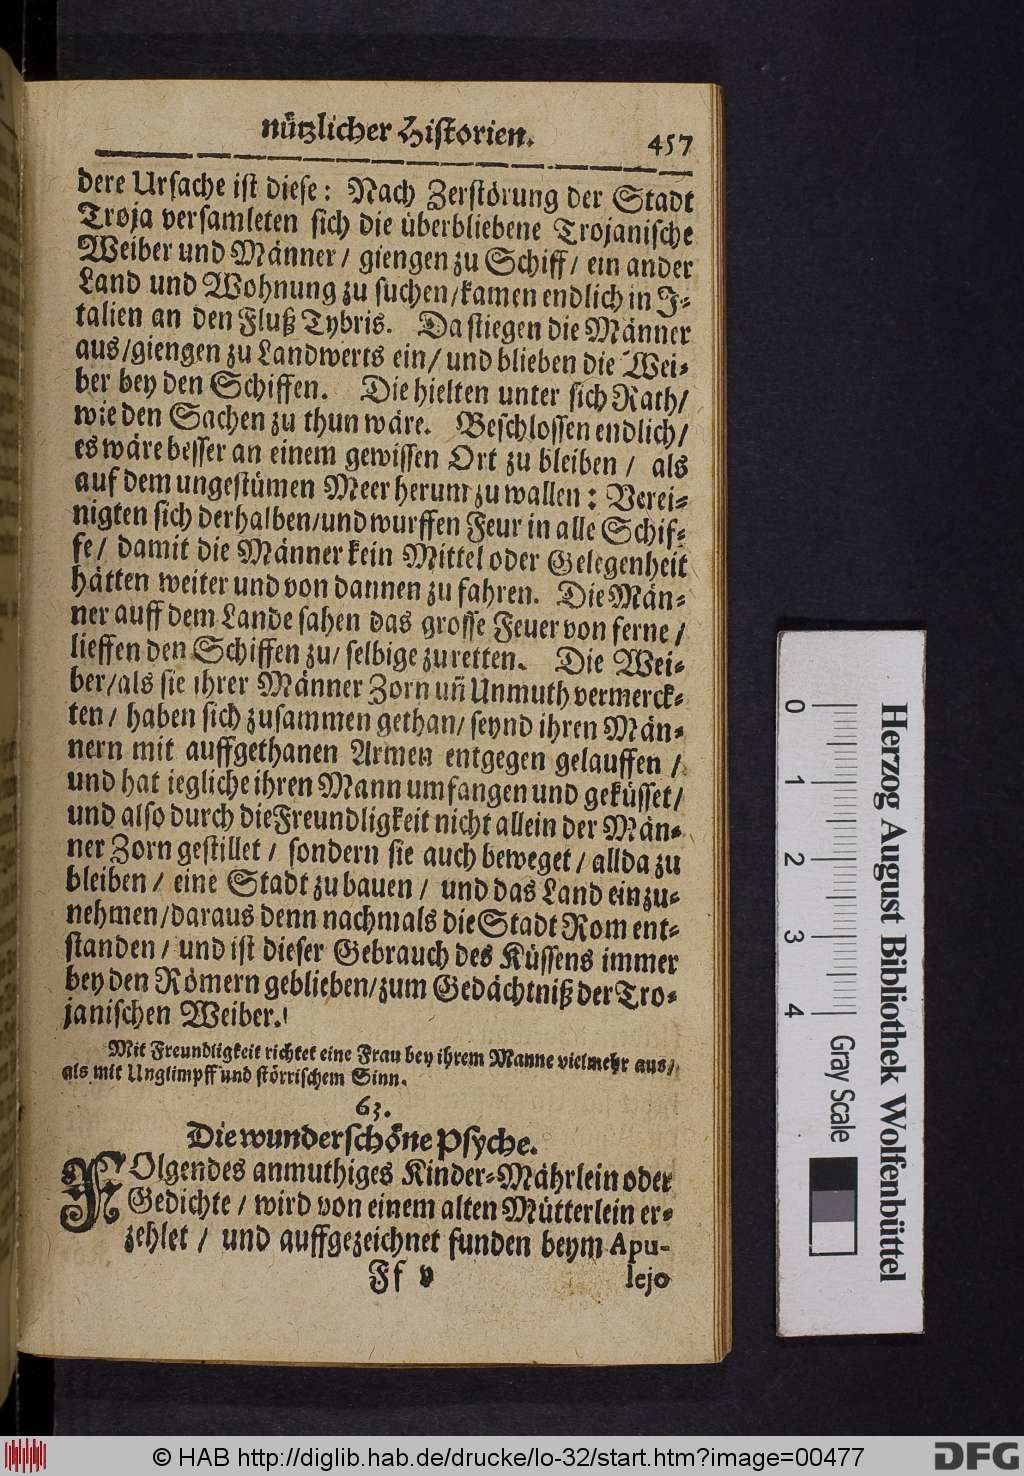 nützlicher Historien. 457
dere Ursache ist diese: Nach Zerstörung der Stadt
Troja versamleten sich die überbliebene Trojanische
Weiber und Männer / giengen zu Schiff / ein ander
Land und Wohnung zu suchen / kamen endlich in J-
talien an den Fluß Tybris. Da stiegen die Männer
aus / giengen zu Landwerts ein / und blieben die Wei-
ber bey den Schiffen. Die hielten unter sich Rath /
wie den Sachen zu thun wäre. Beschlossen endlich /
es wäre besser an einem gewissen Ort zu bleiben / als
auf dem ungestümen Meer herum zu wallen: Verei-
nigten sich derhalben / und wurffen Feur in alle Schif-
fe / damit die Männer kein Mittel oder Gelegenheit
hätten weiter und von dannen zu fahren. Die Män-
ner auff dem Lande sahen das grosse Feuer von ferne /
lieffen den Schiffen zu / selbige zu retten. Die Wei-
ber / als sie ihrer Männer Zorn uñ Unmuth vermerck-
ten / haben sich zusammen gethan / seynd ihren Män-
nern mit auffgethanen Armen entgegen gelauffen /
und hat iegliche ihren Mann umfangen und geküsset /
und also durch die Freundligkeit nicht allein der Män-
ner Zorn gestillet / sondern sie auch beweget / allda zu
bleiben / eine Stadt zu bauen / und das Land einzu-
nehmen / daraus denn nachmals die Stadt Rom ent-
standen / und ist dieser Gebrauch des Küssens immer
bey den Römern geblieben / zum Gedächtniß der Tro-
janischen Weiber.
Mit Freundligkeit richtet eine Frau bey ihrem Manne vielmehr aus /
als mit Unglimpff und störrischem Sinn.
63.
Die wunderschöne Psyche.
FOlgendes anmuthiges Kinder-Mährlein oder
Gedichte / wird von einem alten Mütterlein er-
zehlet / und auffgezeichnet funden beym Apu-
Ff v lejo
0 1 2 3 4 Gray Scale
Herzog August Bibliothek Wolfenbüttel
© HAB http://diglib.hab.de/drucke/lo-32/start.htm?image=00477
DFG